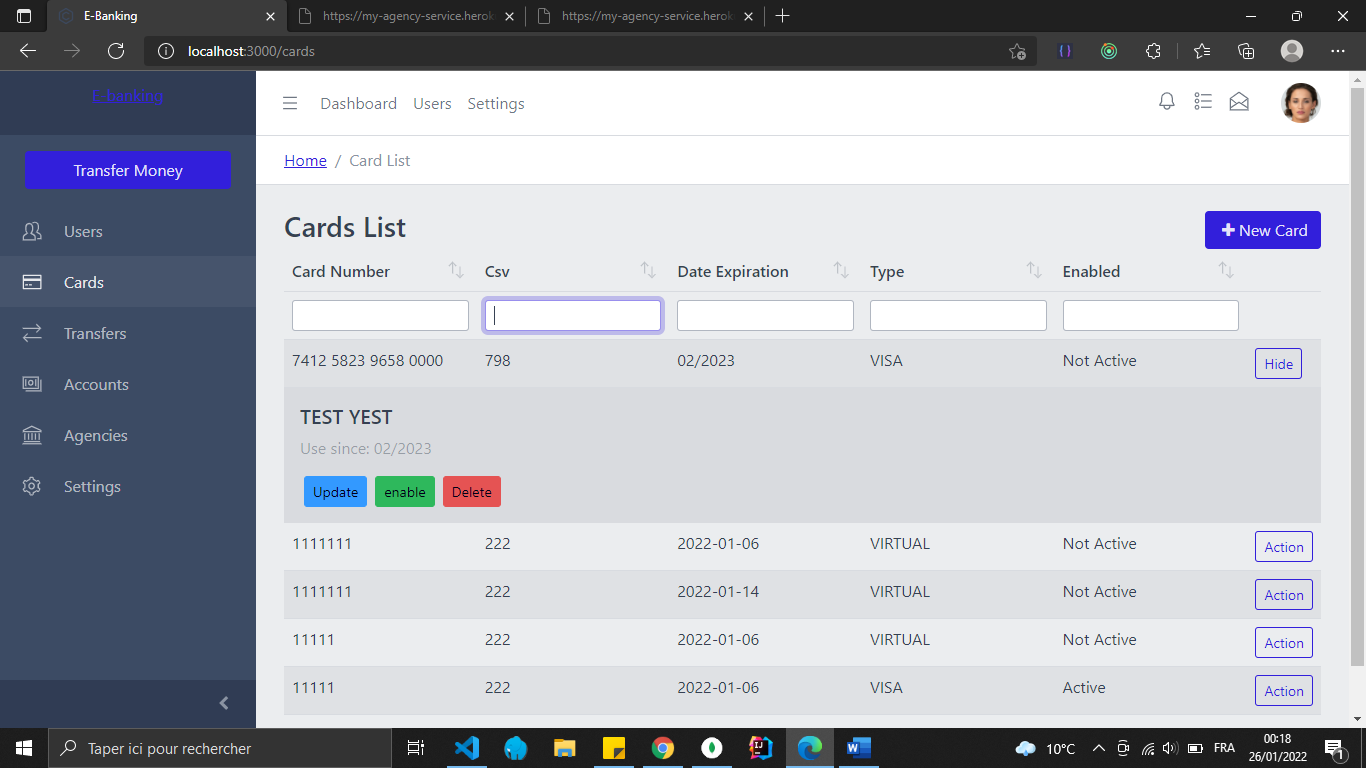 E-Banking
https://my-agency-service.herok
https://my-agency-service.herok
localhost:3000/cards
E-banking
Dashboard Users Settings
Transfer Money
Home / Card List
Users
Cards
Transfers
Accounts
Agencies
Settings
Cards List
New Card
Card Number Csv Date Expiration Type Enabled
7412 5823 9658 0000 798 02/2023 VISA Not Active Hide
TEST YEST
Use since: 02/2023
Update enable Delete
1111111 222 2022-01-06 VIRTUAL Not Active Action
1111111 222 2022-01-14 VIRTUAL Not Active Action
11111 222 2022-01-06 VIRTUAL Not Active Action
11111 222 2022-01-06 VISA Active Action
Taper ici pour rechercher
10°C
FRA
00:18
26/01/2022
1